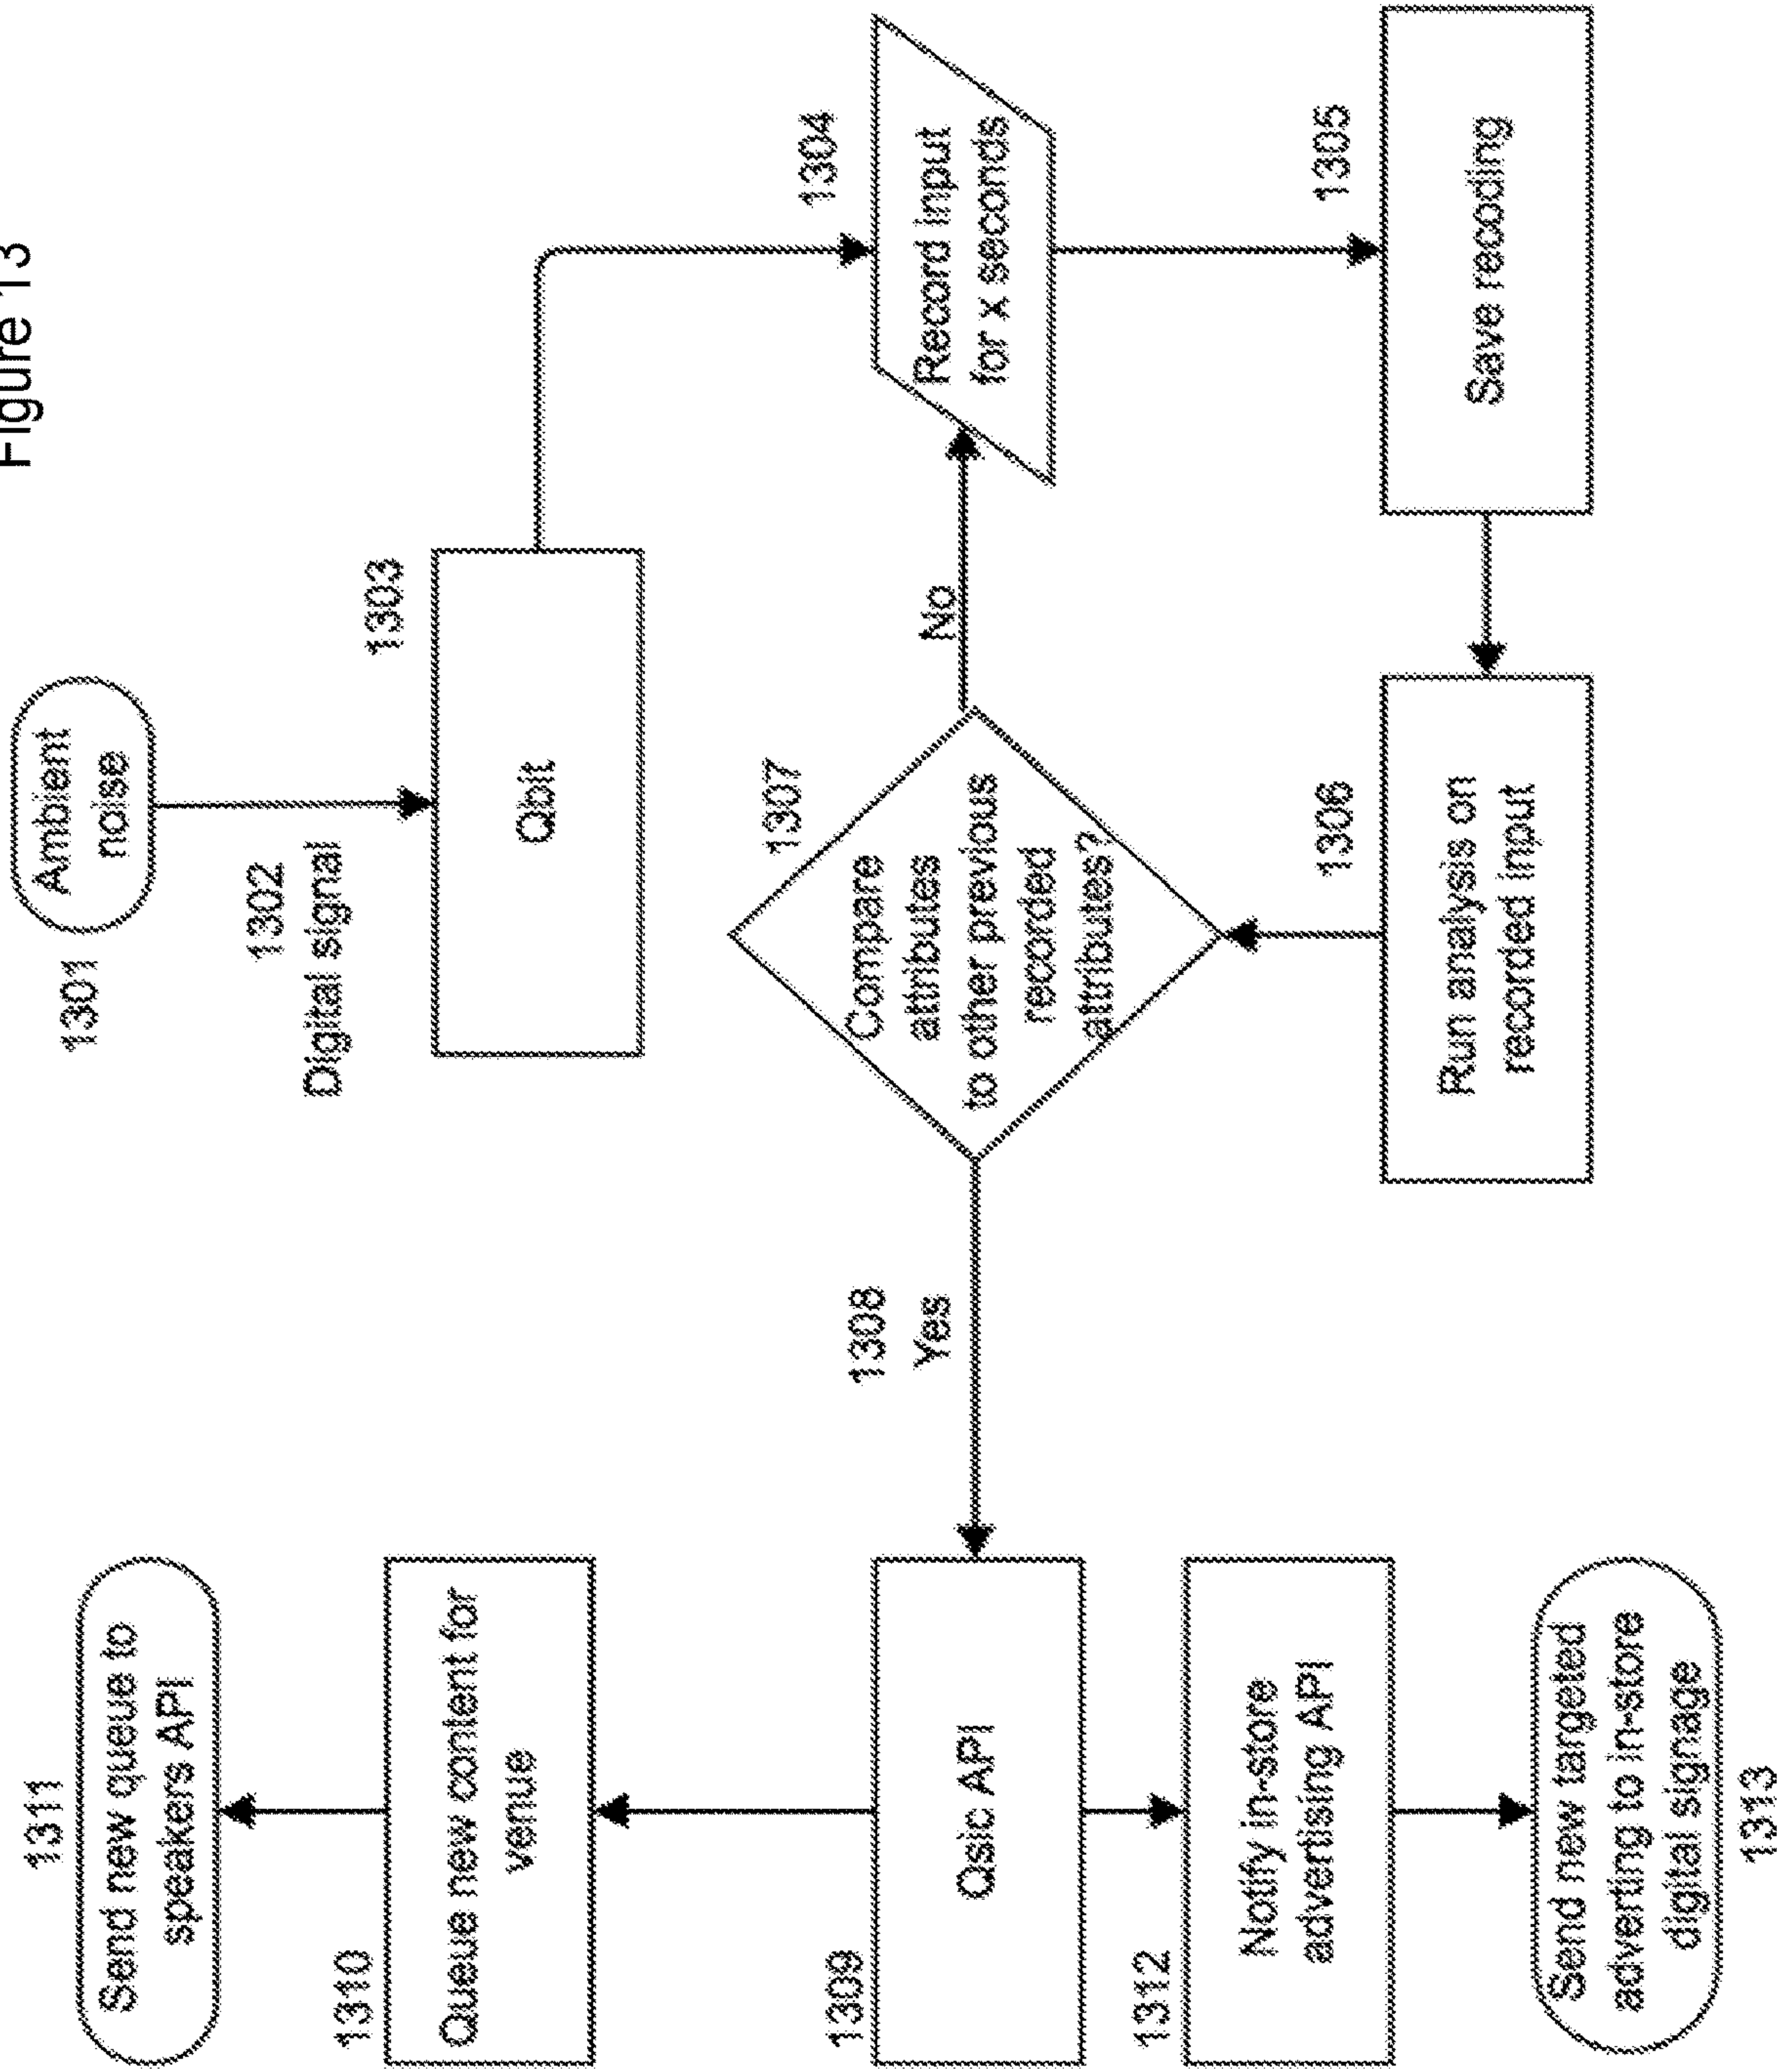 Figure 13
1301
Ambient
noise
1302
Digital signal
1303
Qbit
1304
Record input
for x seconds
1305
Save recoding
1306
Run analysis on
recorded input
1307
Compare
attributes
to other previous
recorded
attributes?
No
1308
Yes
1309
Qsic API
1310
Queue new content for
venue
1311
Send new queue to
speakers API
1312
Notify in-store
advertising API
1313
Send new targeted
adverting to in-store
digital signage